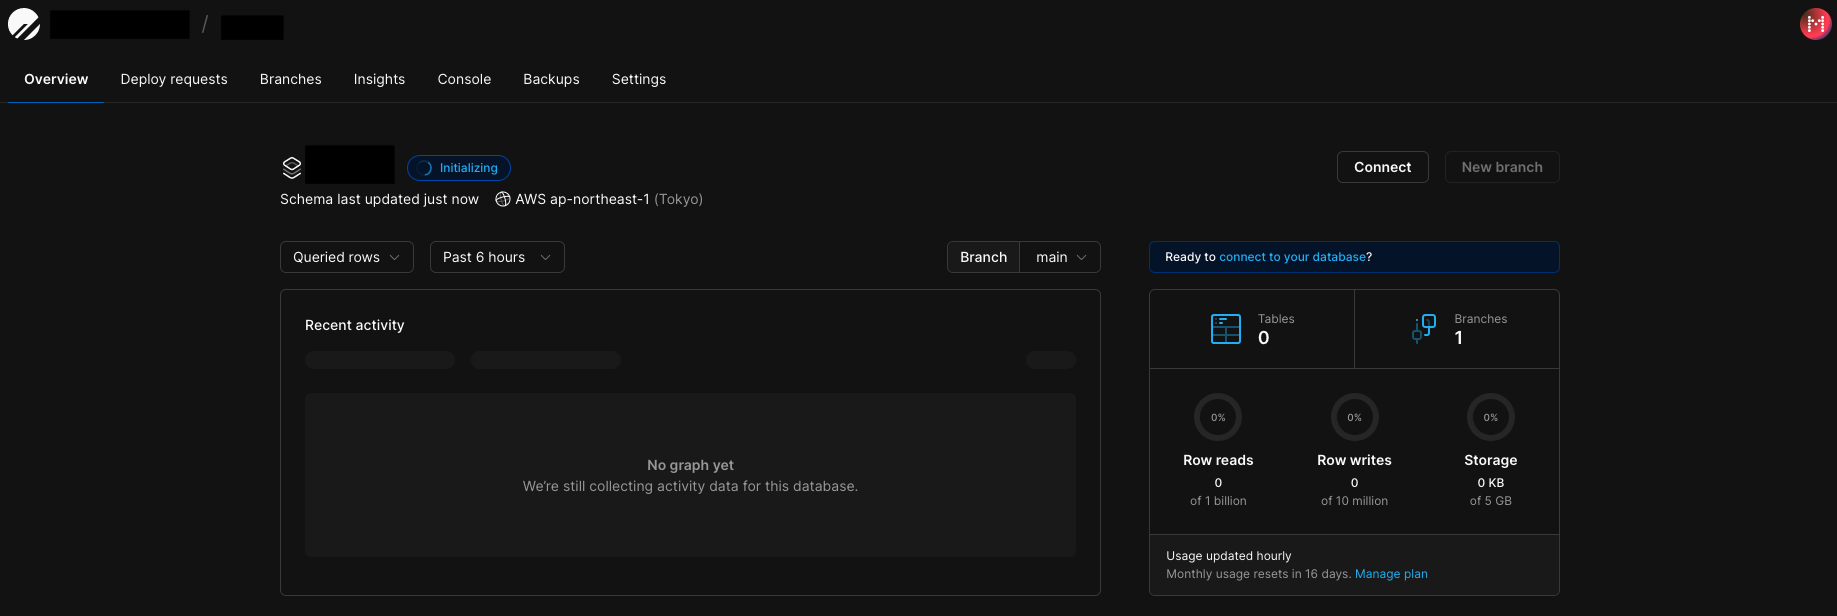 /
Overview Deploy requests Branches Insights Console Backups Settings
Initializing
Connect New branch
Schema last updated just now AWS ap-northeast-1 (Tokyo)
Queried rows Past 6 hours Branch main
Ready to connect to your database?
Recent activity
No graph yet
We're still collecting activity data for this database.
Tables
0
Branches
1
0% 0% 0%
Row reads Row writes Storage
0 0 0 KB
of 1 billion of 10 million of 5 GB
Usage updated hourly
Monthly usage resets in 16 days. Manage plan